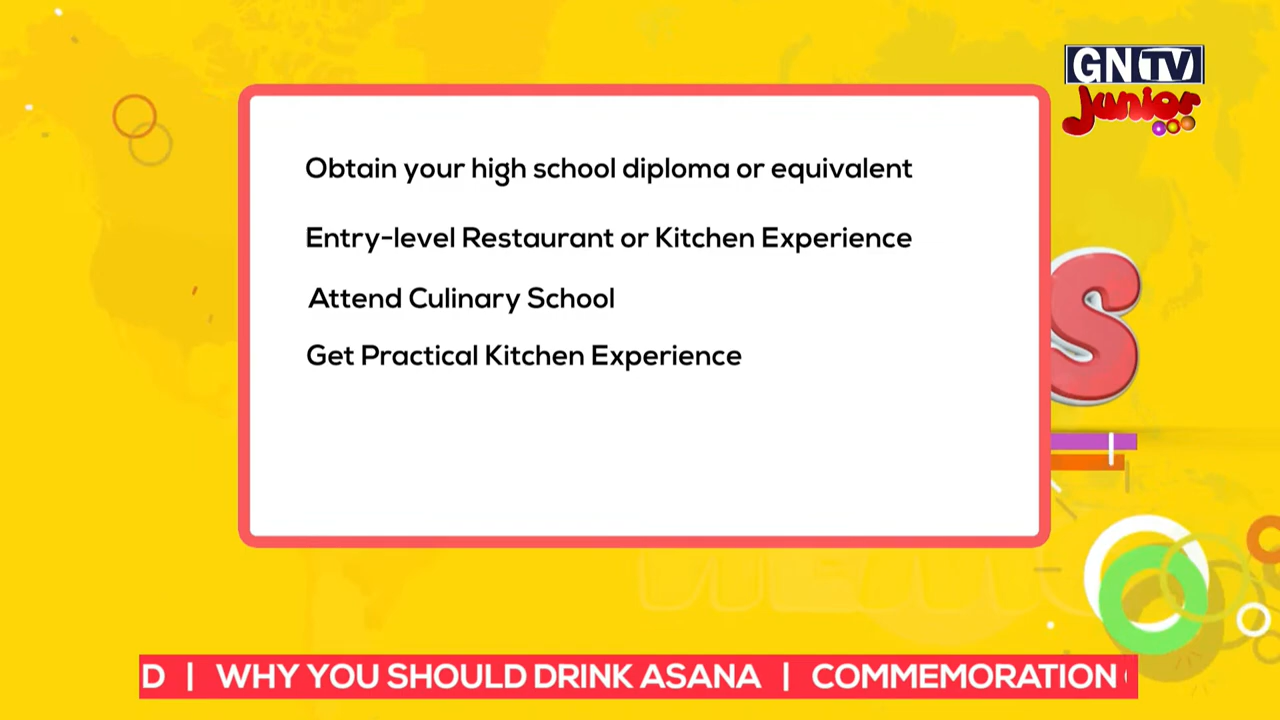 GN TV
Junior
Obtain your high school diploma or equivalent
Entry-level Restaurant or Kitchen Experience
Attend Culinary School
Get Practical Kitchen Experience
S
D | WHY YOU SHOULD DRINK ASANA | COMMEMORATION